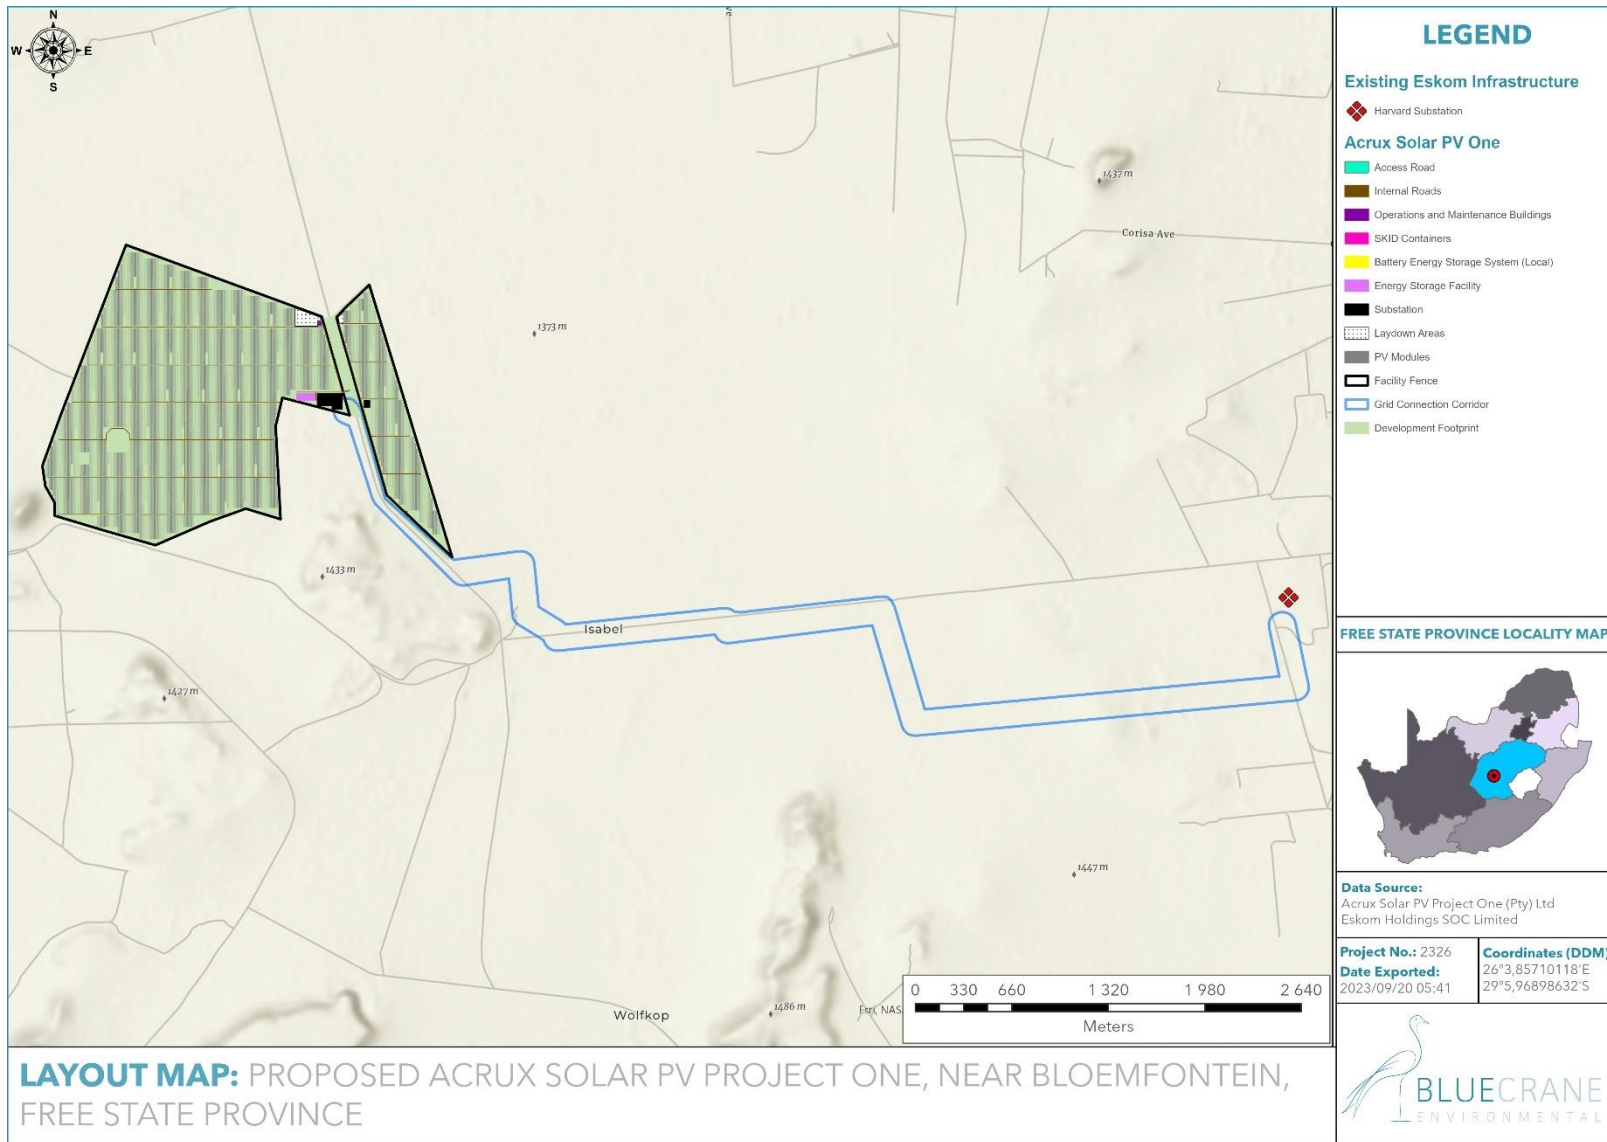 N
W
E
S
1437 m
Corisa Ave
1373 m
1433 m
Isabel
1427 m
1447 m
1486 m
Wolfkop
Esri, NAS
0 330 660 1 320 1 980 2 640
Meters
LAYOUT MAP: PROPOSED ACRUX SOLAR PV PROJECT ONE, NEAR BLOEMFONTEIN,
FREE STATE PROVINCE
LEGEND
Existing Eskom Infrastructure
Harvard Substation
Acrux Solar PV One
Access Road
Internal Roads
Operations and Maintenance Buildings
SKID Containers
Battery Energy Storage System (Local)
Energy Storage Facility
Substation
Laydown Areas
PV Modules
Facility Fence
Grid Connection Corridor
Development Footprint
FREE STATE PROVINCE LOCALITY MAP
Data Source:
Acrux Solar PV Project One (Pty) Ltd
Eskom Holdings SOC Limited
Project No.: 2326
Date Exported:
2023/09/20 05:41
Coordinates (DDM)
26°3,85710118'E
29°5,96898632'S
BLUECRANE
ENVIRONMENTAL